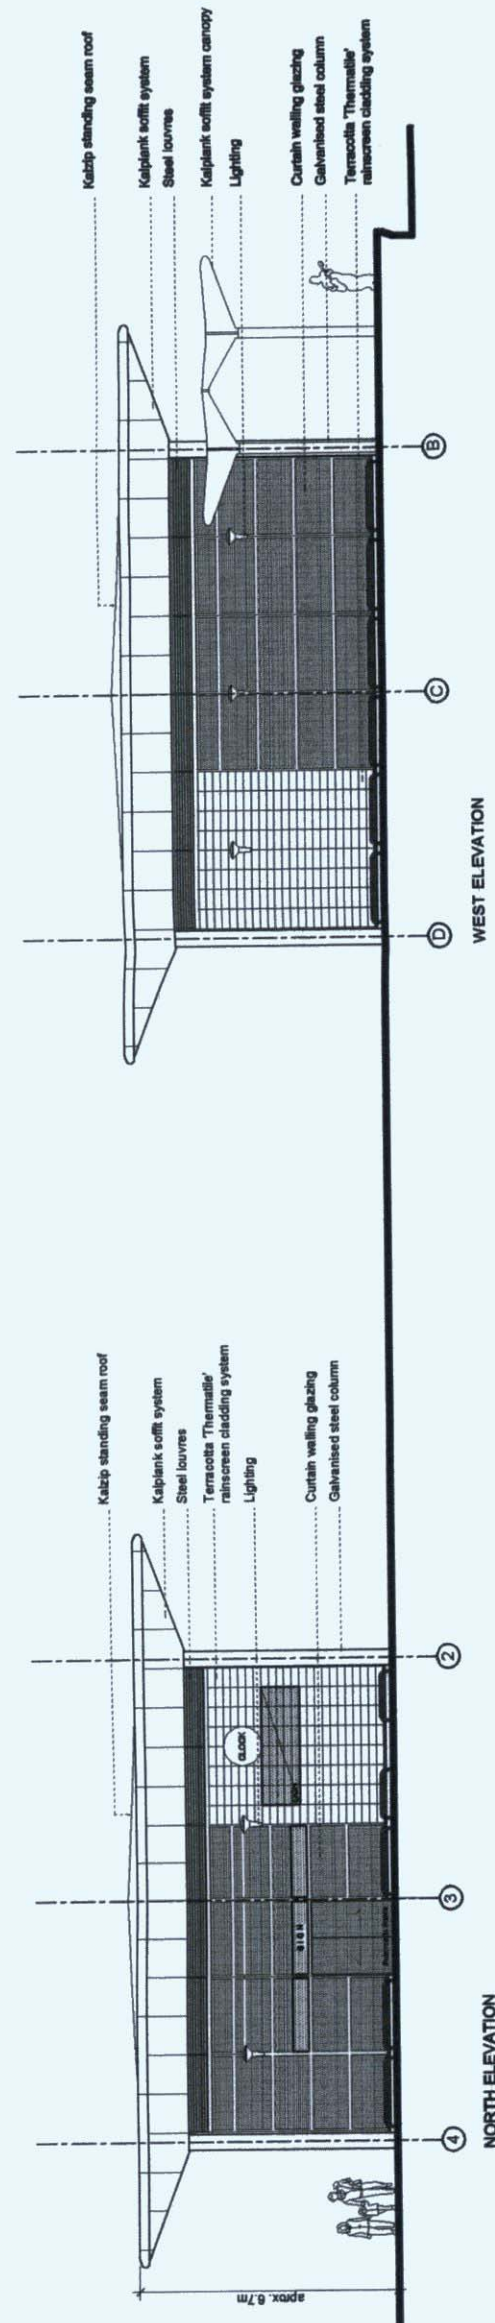 Kalzip standing seam roof
Kalplank soffit system
Steel louvres
Terracotta 'Thermatile'
rainscreen cladding system
Lighting
Curtain walling glazing
Galvanised steel column
CLOCK
SIGN
aprox. 6.7m
4
3
2
NORTH ELEVATION
Kalzip standing seam roof
Kalplank soffit system
Steel louvres
Kalplank soffit system canopy
Lighting
Curtain walling glazing
Galvanised steel column
Terracotta 'Thermatile'
rainscreen cladding system
D
C
B
WEST ELEVATION